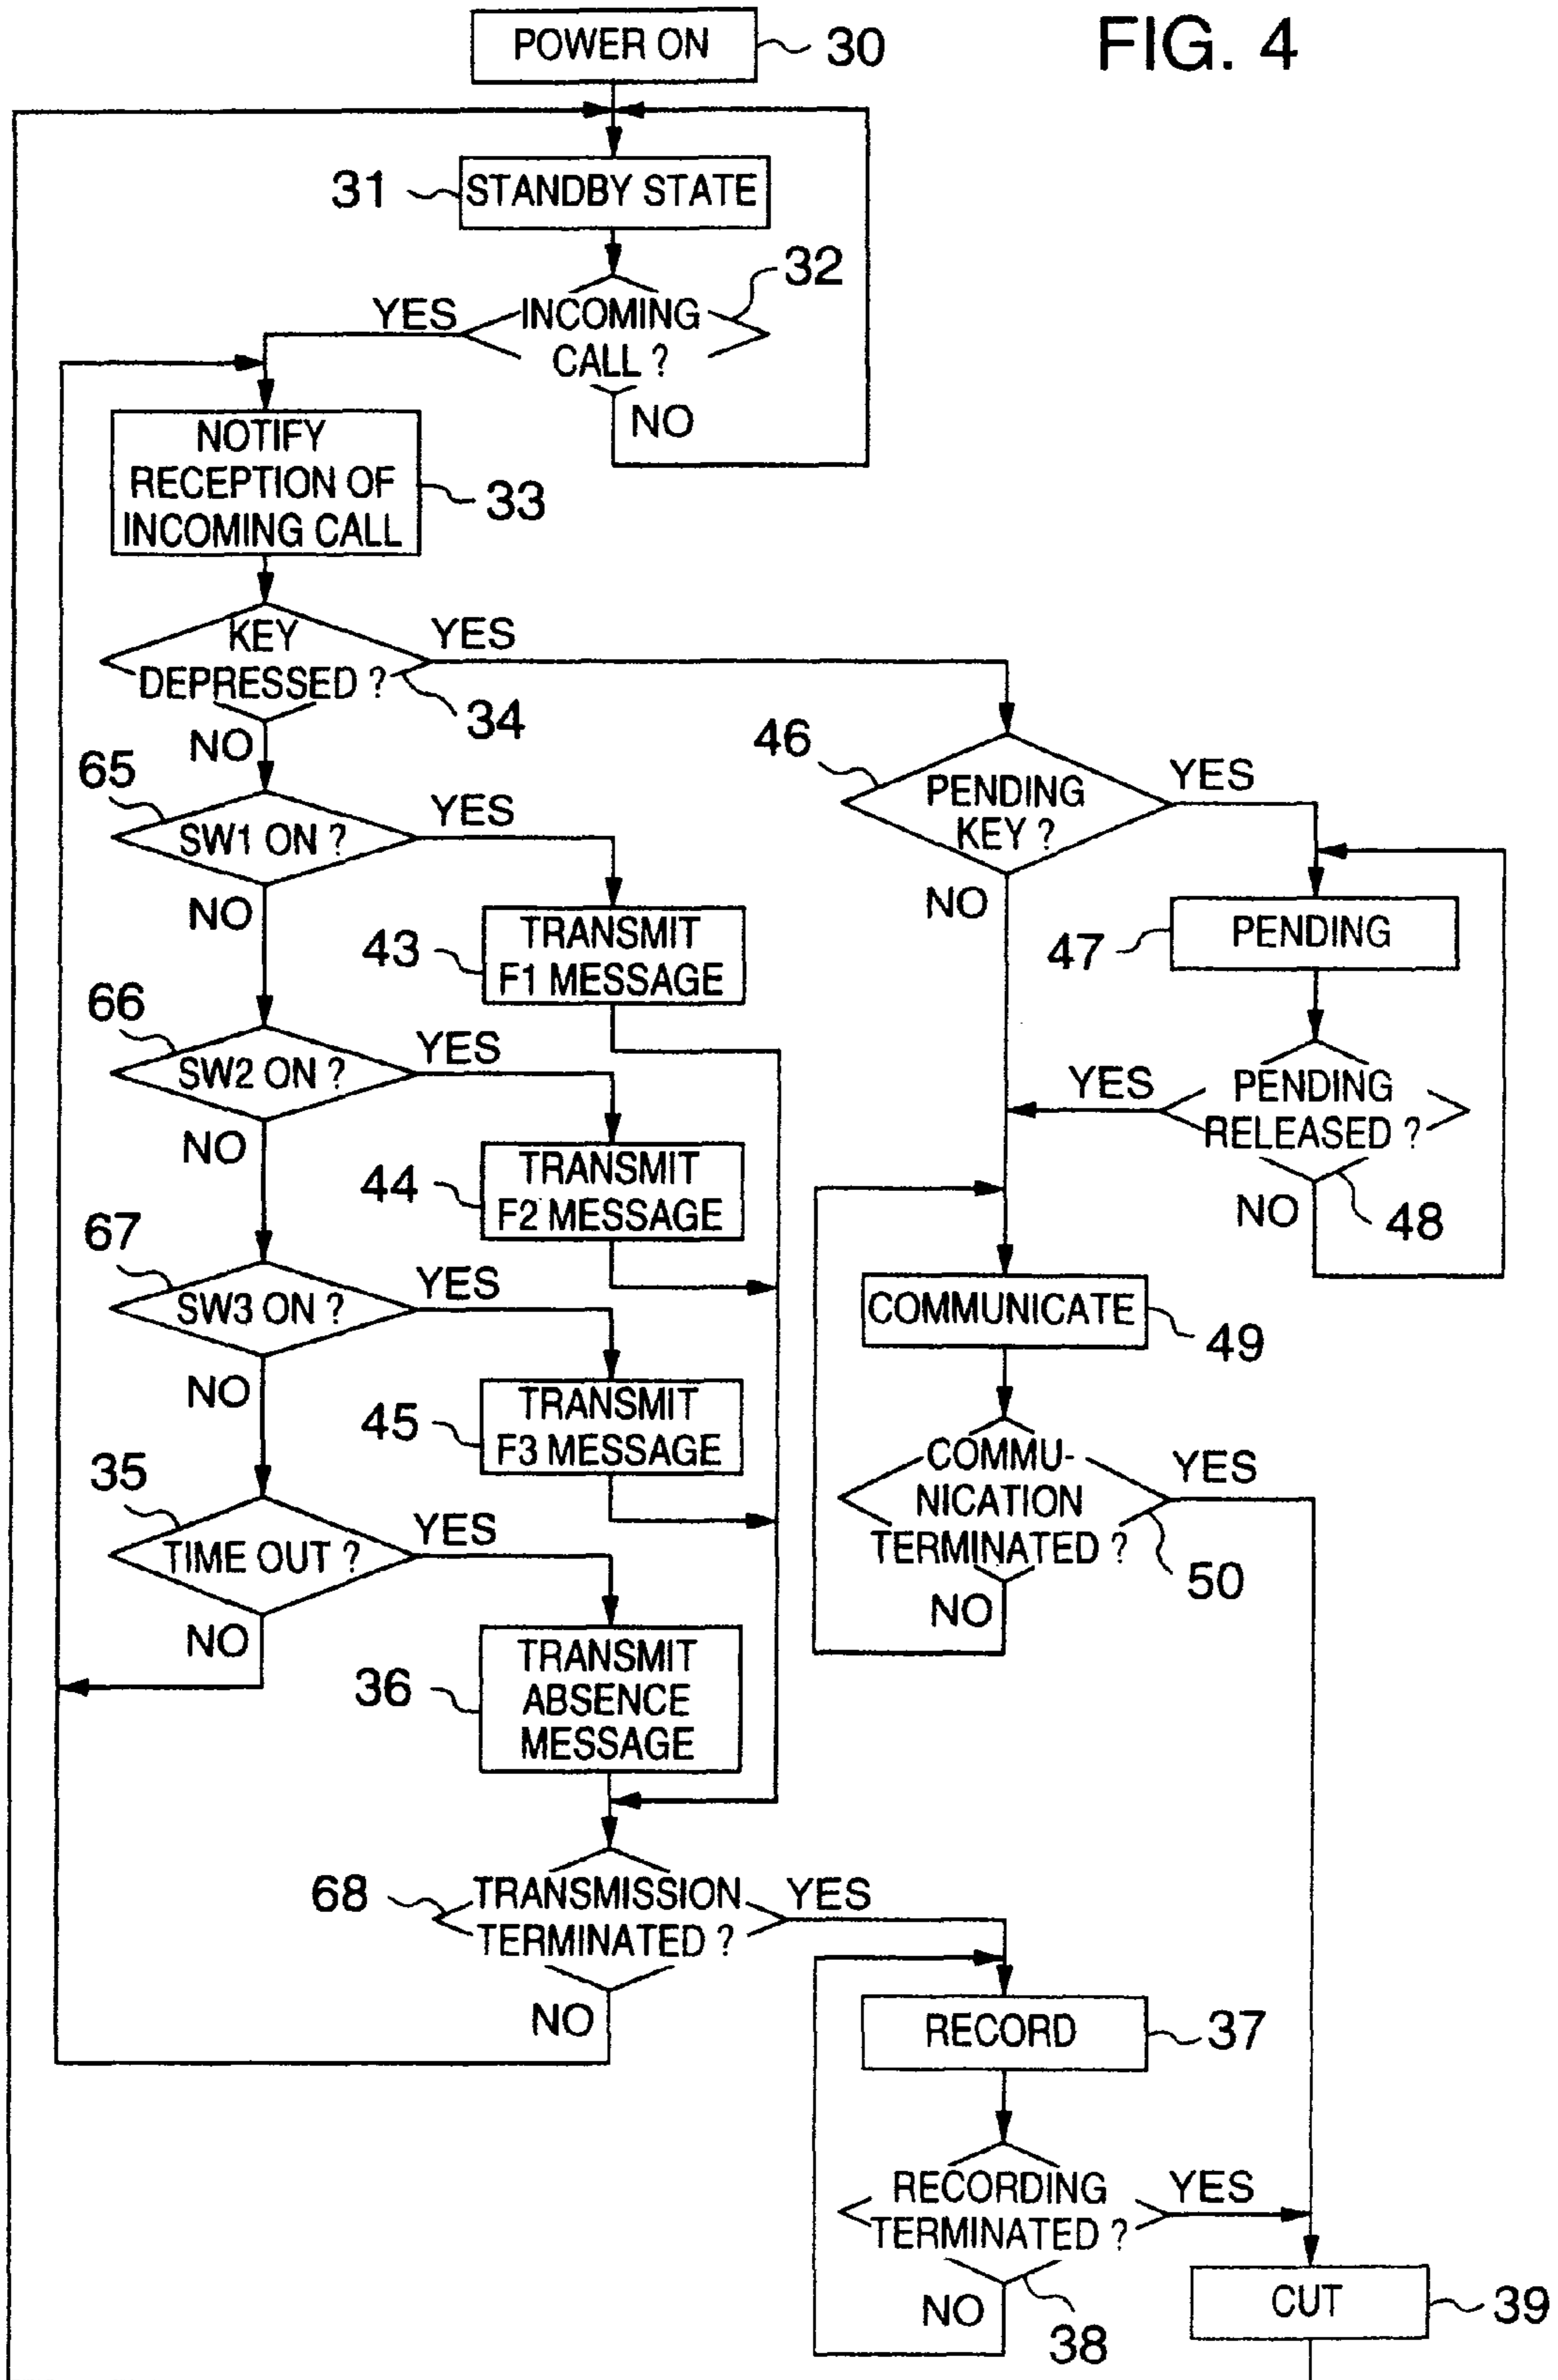 FIG. 4
POWER ON
30
31
STANDBY STATE
32
YES
INCOMING
CALL ?
NO
NOTIFY
RECEPTION OF
INCOMING CALL
33
KEY
DEPRESSED ?
YES
34
NO
46
PENDING
KEY ?
YES
NO
65
SW1 ON ?
YES
NO
43
TRANSMIT
F1 MESSAGE
47
PENDING
66
SW2 ON ?
YES
NO
YES
PENDING
RELEASED ?
NO
48
44
TRANSMIT
F2 MESSAGE
67
SW3 ON ?
YES
NO
COMMUNICATE
49
45
TRANSMIT
F3 MESSAGE
COMMU-
NICATION
TERMINATED ?
YES
50
NO
35
TIME OUT ?
YES
NO
36
TRANSMIT
ABSENCE
MESSAGE
68
TRANSMISSION
TERMINATED ?
YES
NO
RECORD
37
RECORDING
TERMINATED ?
YES
NO
38
CUT
39